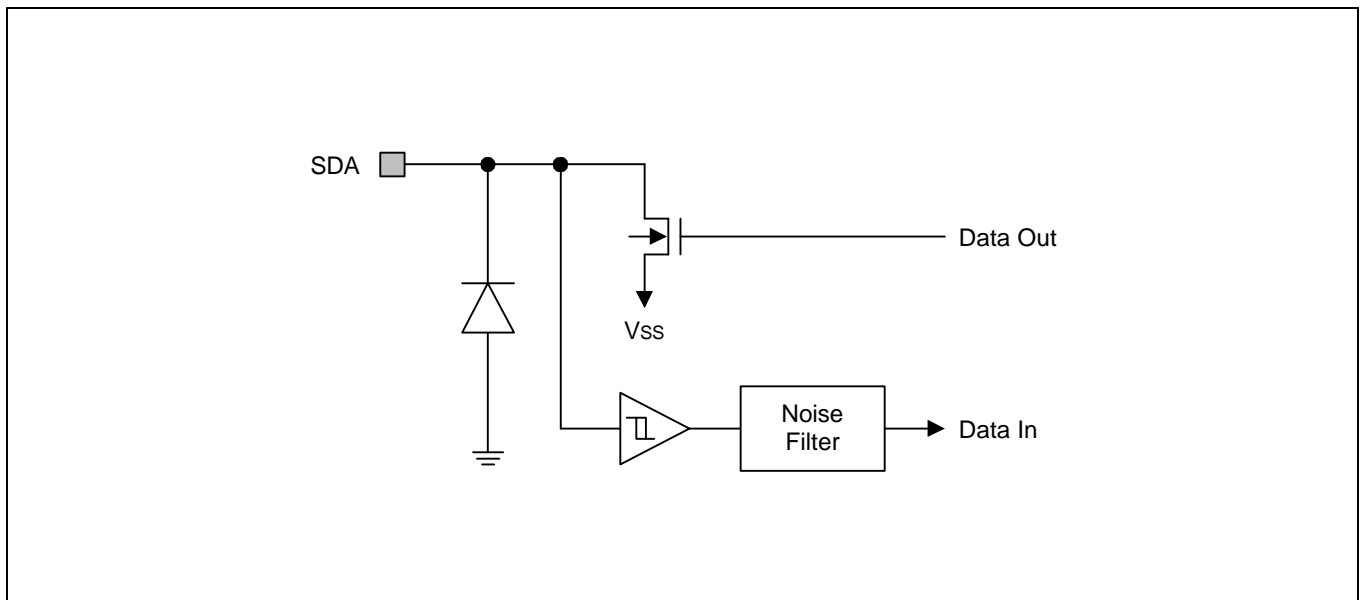 SDA
Data Out
VSS
Noise
Filter
Data In